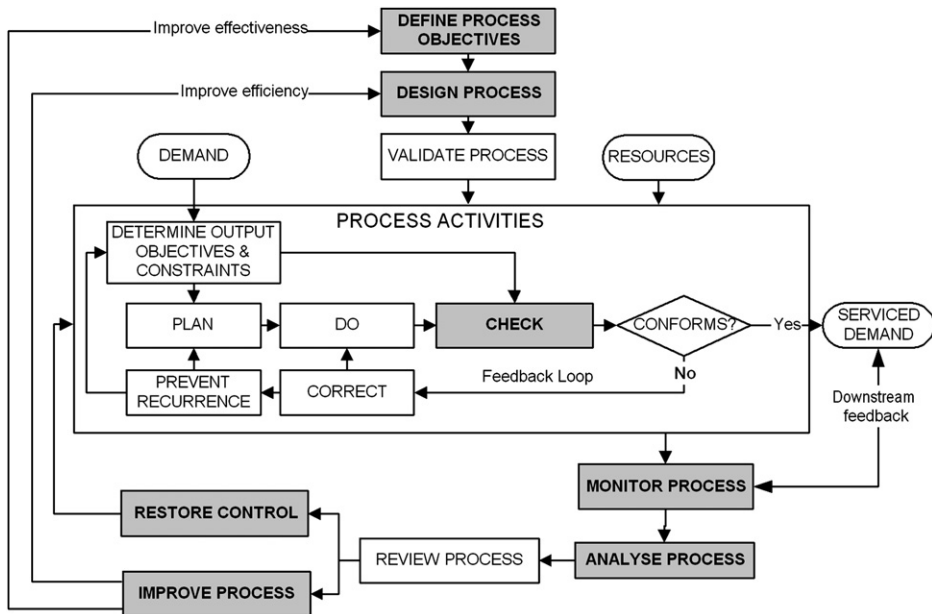 Improve effectiveness
DEFINE PROCESS
OBJECTIVES
Improve efficiency
DESIGN PROCESS
DEMAND
VALIDATE PROCESS
RESOURCES
PROCESS ACTIVITIES
DETERMINE OUTPUT
OBJECTIVES &
CONSTRAINTS
PLAN
DO
CHECK
CONFORMS?
Yes
SERVICED
DEMAND
PREVENT
RECURRENCE
CORRECT
Feedback Loop
No
Downstream
feedback
MONITOR PROCESS
RESTORE CONTROL
REVIEW PROCESS
ANALYSE PROCESS
IMPROVE PROCESS